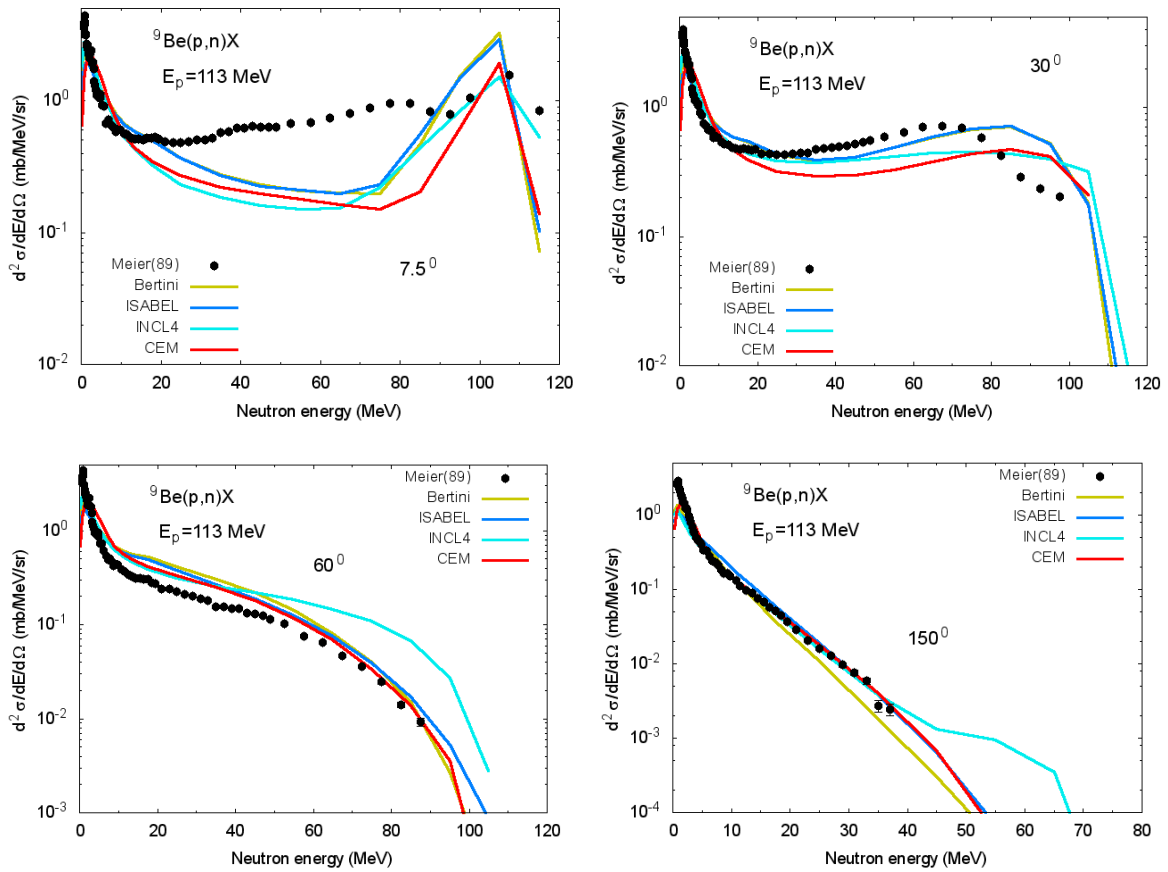 ⁹Be(p,n)X
E_p=113 MeV
7.5⁰
Meier(89)
Bertini
ISABEL
INCL4
CEM
10⁰
10⁻¹
10⁻²
0 20 40 60 80 100 120
Neutron energy (MeV)
d² σ/dE/dΩ (mb/MeV/sr)
⁹Be(p,n)X
E_p=113 MeV
30⁰
Meier(89)
Bertini
ISABEL
INCL4
CEM
10⁰
10⁻¹
10⁻²
0 20 40 60 80 100 120
Neutron energy (MeV)
d² σ/dE/dΩ (mb/MeV/sr)
⁹Be(p,n)X
E_p=113 MeV
60⁰
Meier(89)
Bertini
ISABEL
INCL4
CEM
10⁰
10⁻¹
10⁻²
10⁻³
0 20 40 60 80 100 120
Neutron energy (MeV)
d² σ/dE/dΩ (mb/MeV/sr)
⁹Be(p,n)X
E_p=113 MeV
150⁰
Meier(89)
Bertini
ISABEL
INCL4
CEM
10⁰
10⁻¹
10⁻²
10⁻³
10⁻⁴
0 10 20 30 40 50 60 70 80
Neutron energy (MeV)
d² σ/dE/dΩ (mb/MeV/sr)